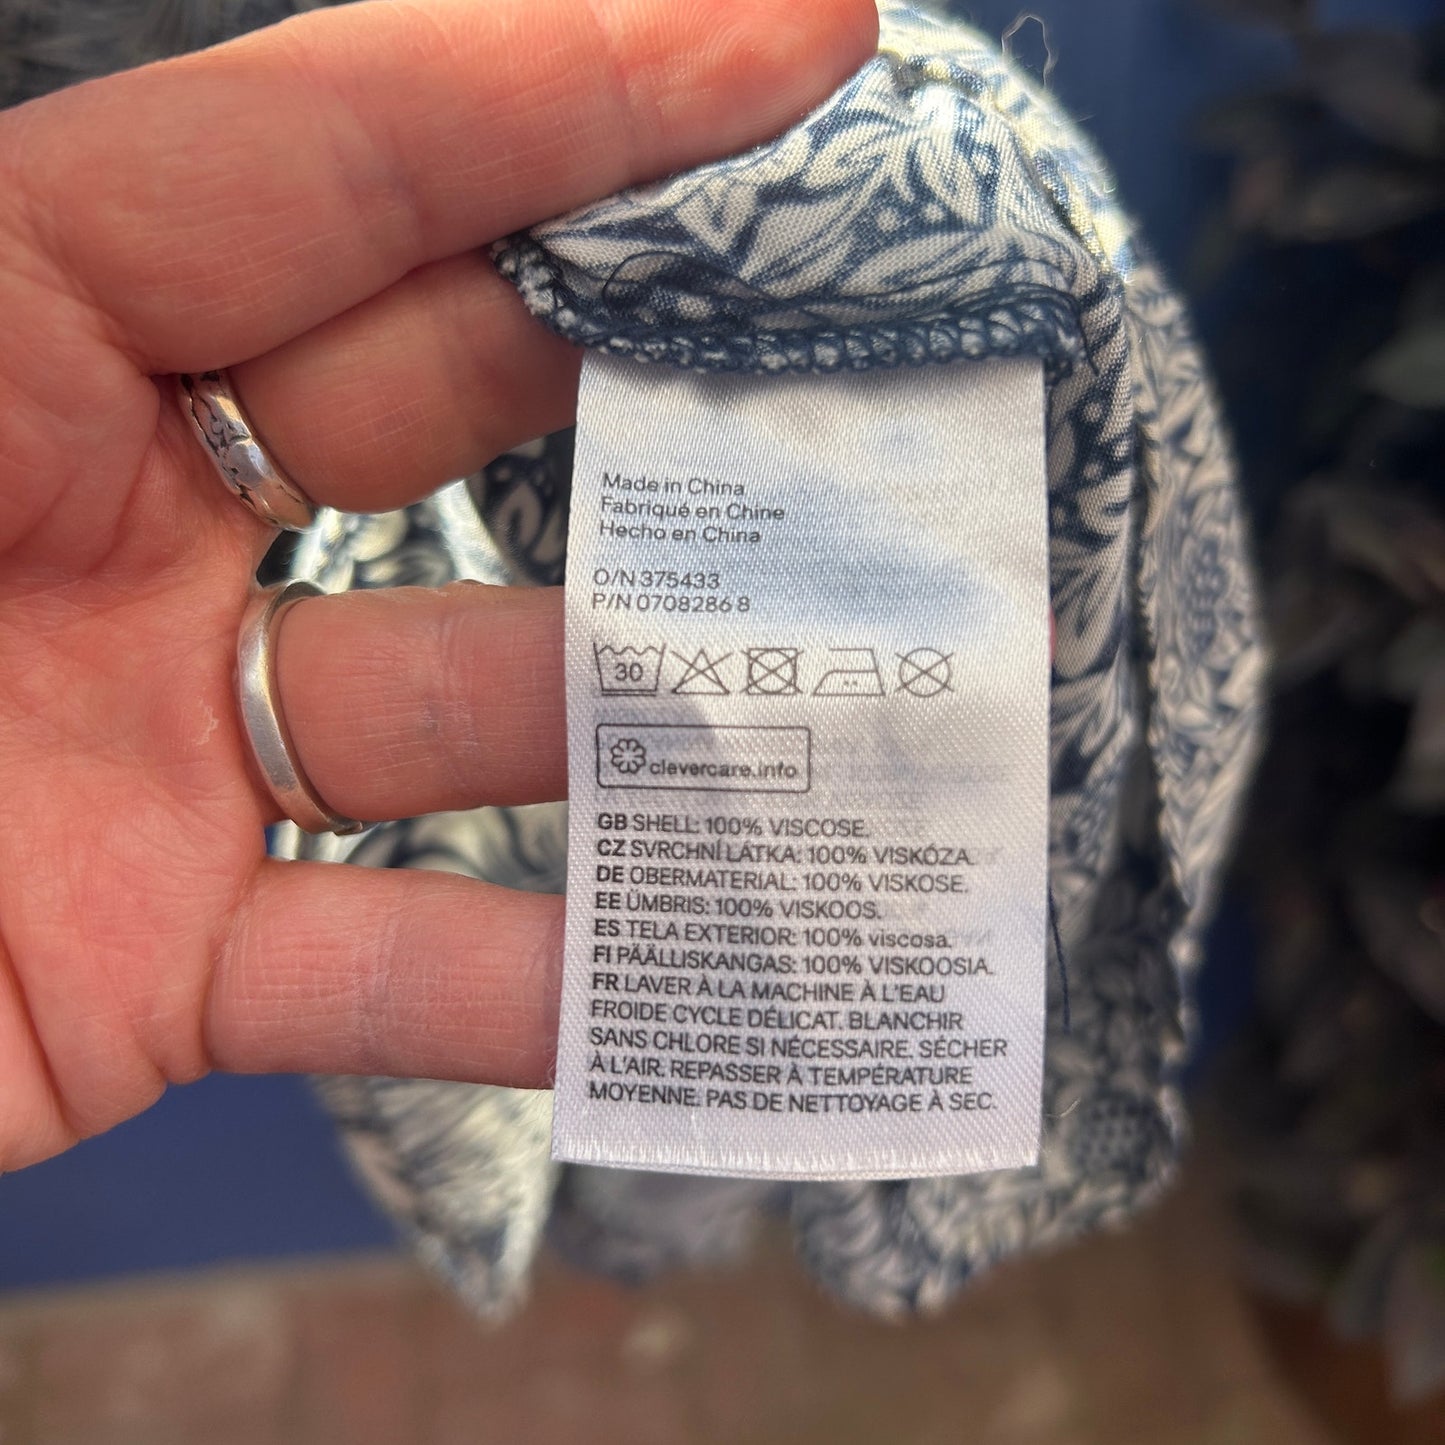 Made in China
Fabriqué en Chine
Hecho en China
O/N 375433
P/N 0708286 8
30
clevercare.info
GB SHELL: 100% VISCOSE.
CZ SVRCHNÍ LÁTKA: 100% VISKÓZA.
DE OBERMATERIAL: 100% VISKOSE.
EE ÜMBRIS: 100% VISKOOS.
ES TELA EXTERIOR: 100% viscosa.
FI PÄÄLLISKANGAS: 100% VISKOOSIA.
FR LAVER À LA MACHINE À L'EAU
FROIDE CYCLE DÉLICAT. BLANCHIR
SANS CHLORE SI NÉCESSAIRE. SÉCHER
À L'AIR. REPASSER À TEMPÉRATURE
MOYENNE. PAS DE NETTOYAGE À SEC.